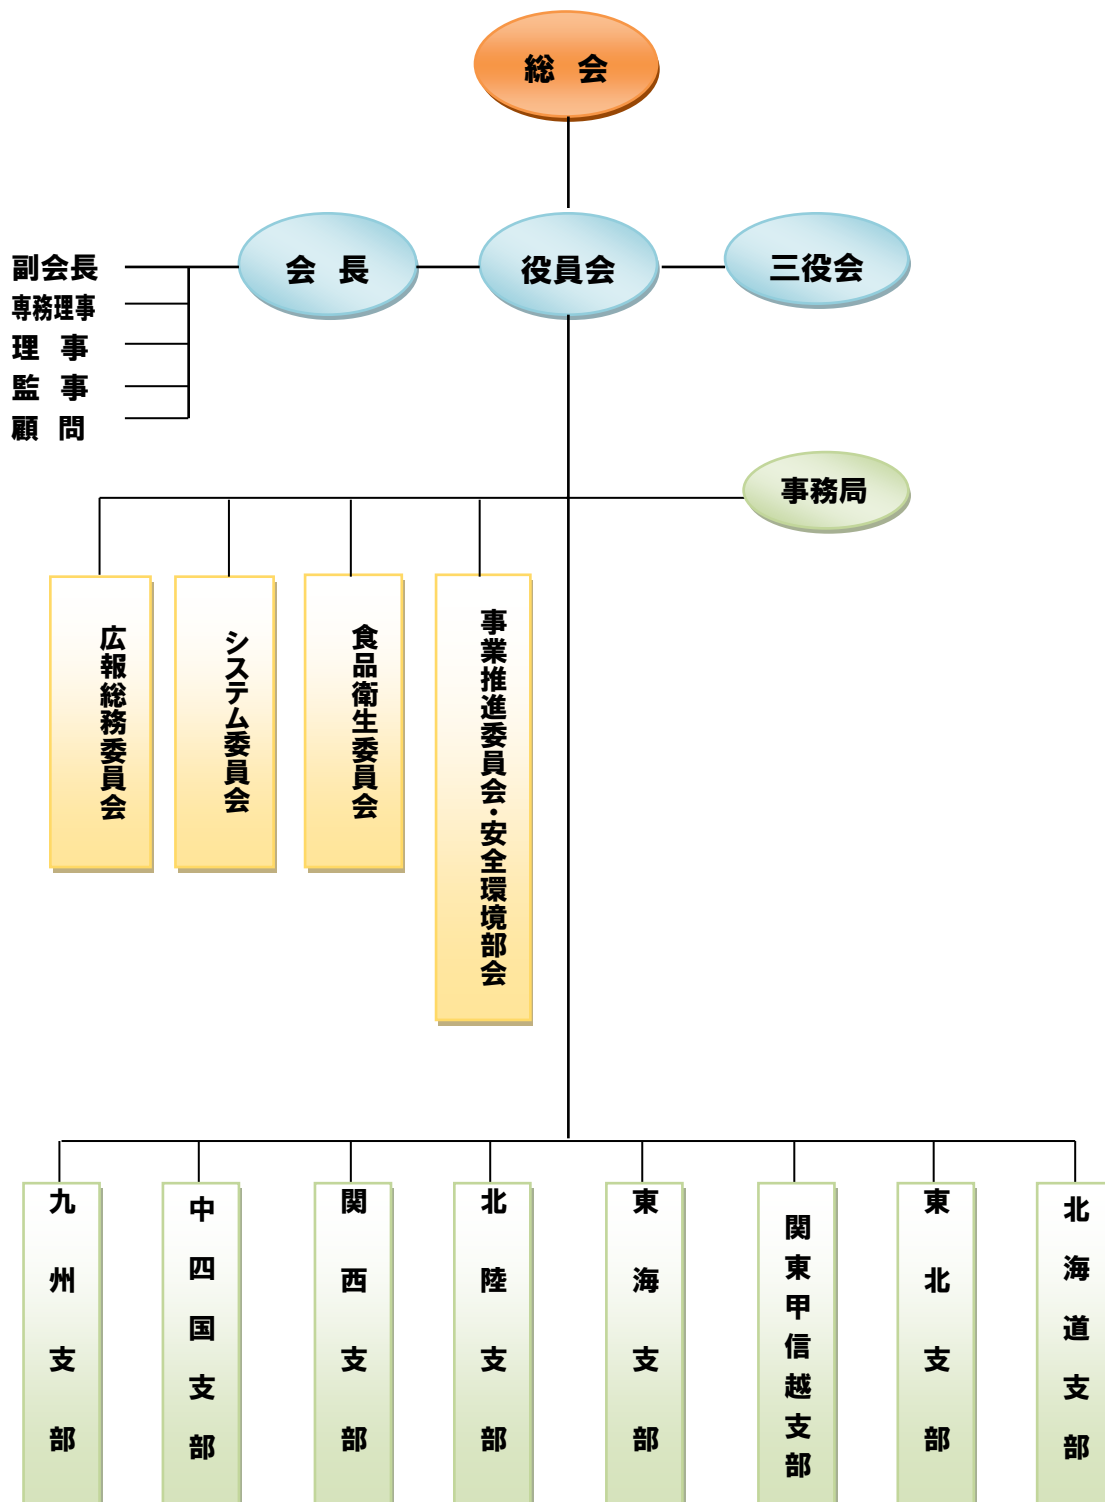 総 会
会 長
役員会
三役会
副会長
専務理事
理 事
監 事
顧 問
事務局
広報総務委員会
システム委員会
食品衛生委員会
事業推進委員会・安全環境部会
九州支部
中四国支部
関西支部
北陸支部
東海支部
関東甲信越支部
東北支部
北海道支部